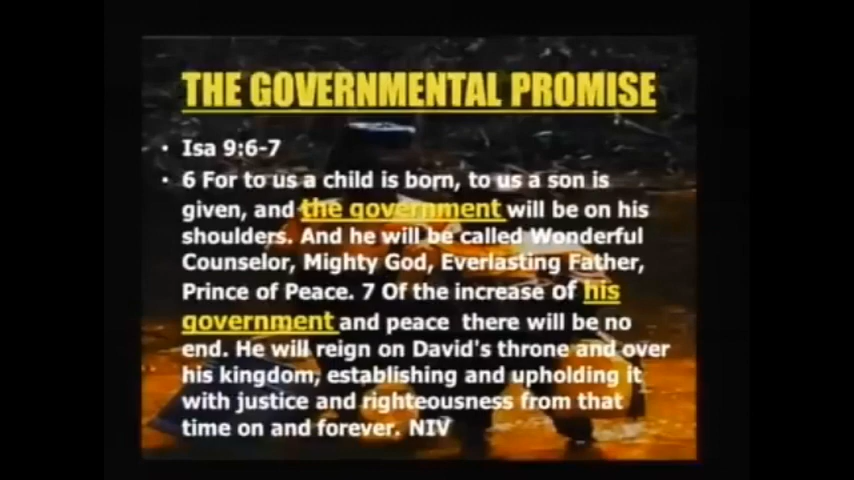 THE GOVERNMENTAL PROMISE
• Isa 9:6-7
• 6 For to us a child is born, to us a son is
given, and the government will be on his
shoulders. And he will be called Wonderful
Counselor, Mighty God, Everlasting Father,
Prince of Peace. 7 Of the increase of his
government and peace there will be no
end. He will reign on David's throne and over
his kingdom, establishing and upholding it
with justice and righteousness from that
time on and forever. NIV